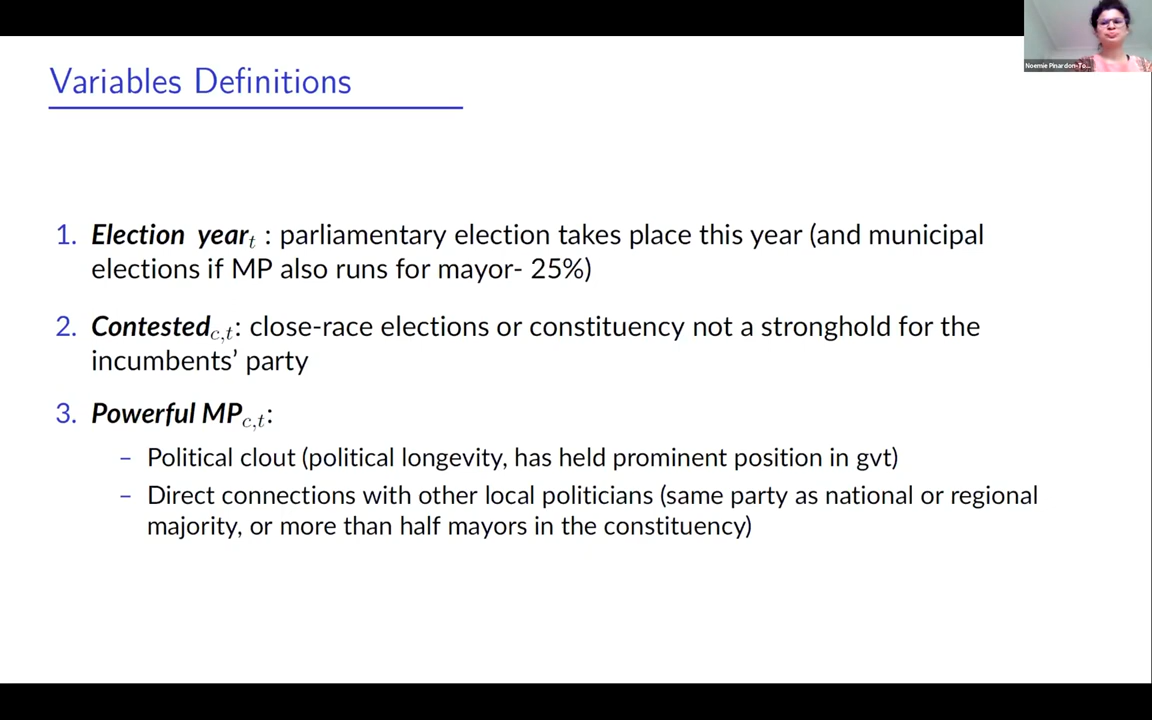 Noemie Pinardon-To...
Variables Definitions
1. Election year_t : parliamentary election takes place this year (and municipal
elections if MP also runs for mayor- 25%)
2. Contested_c,t: close-race elections or constituency not a stronghold for the
incumbents’ party
3. Powerful MP_c,t:
– Political clout (political longevity, has held prominent position in gvt)
– Direct connections with other local politicians (same party as national or regional
majority, or more than half mayors in the constituency)